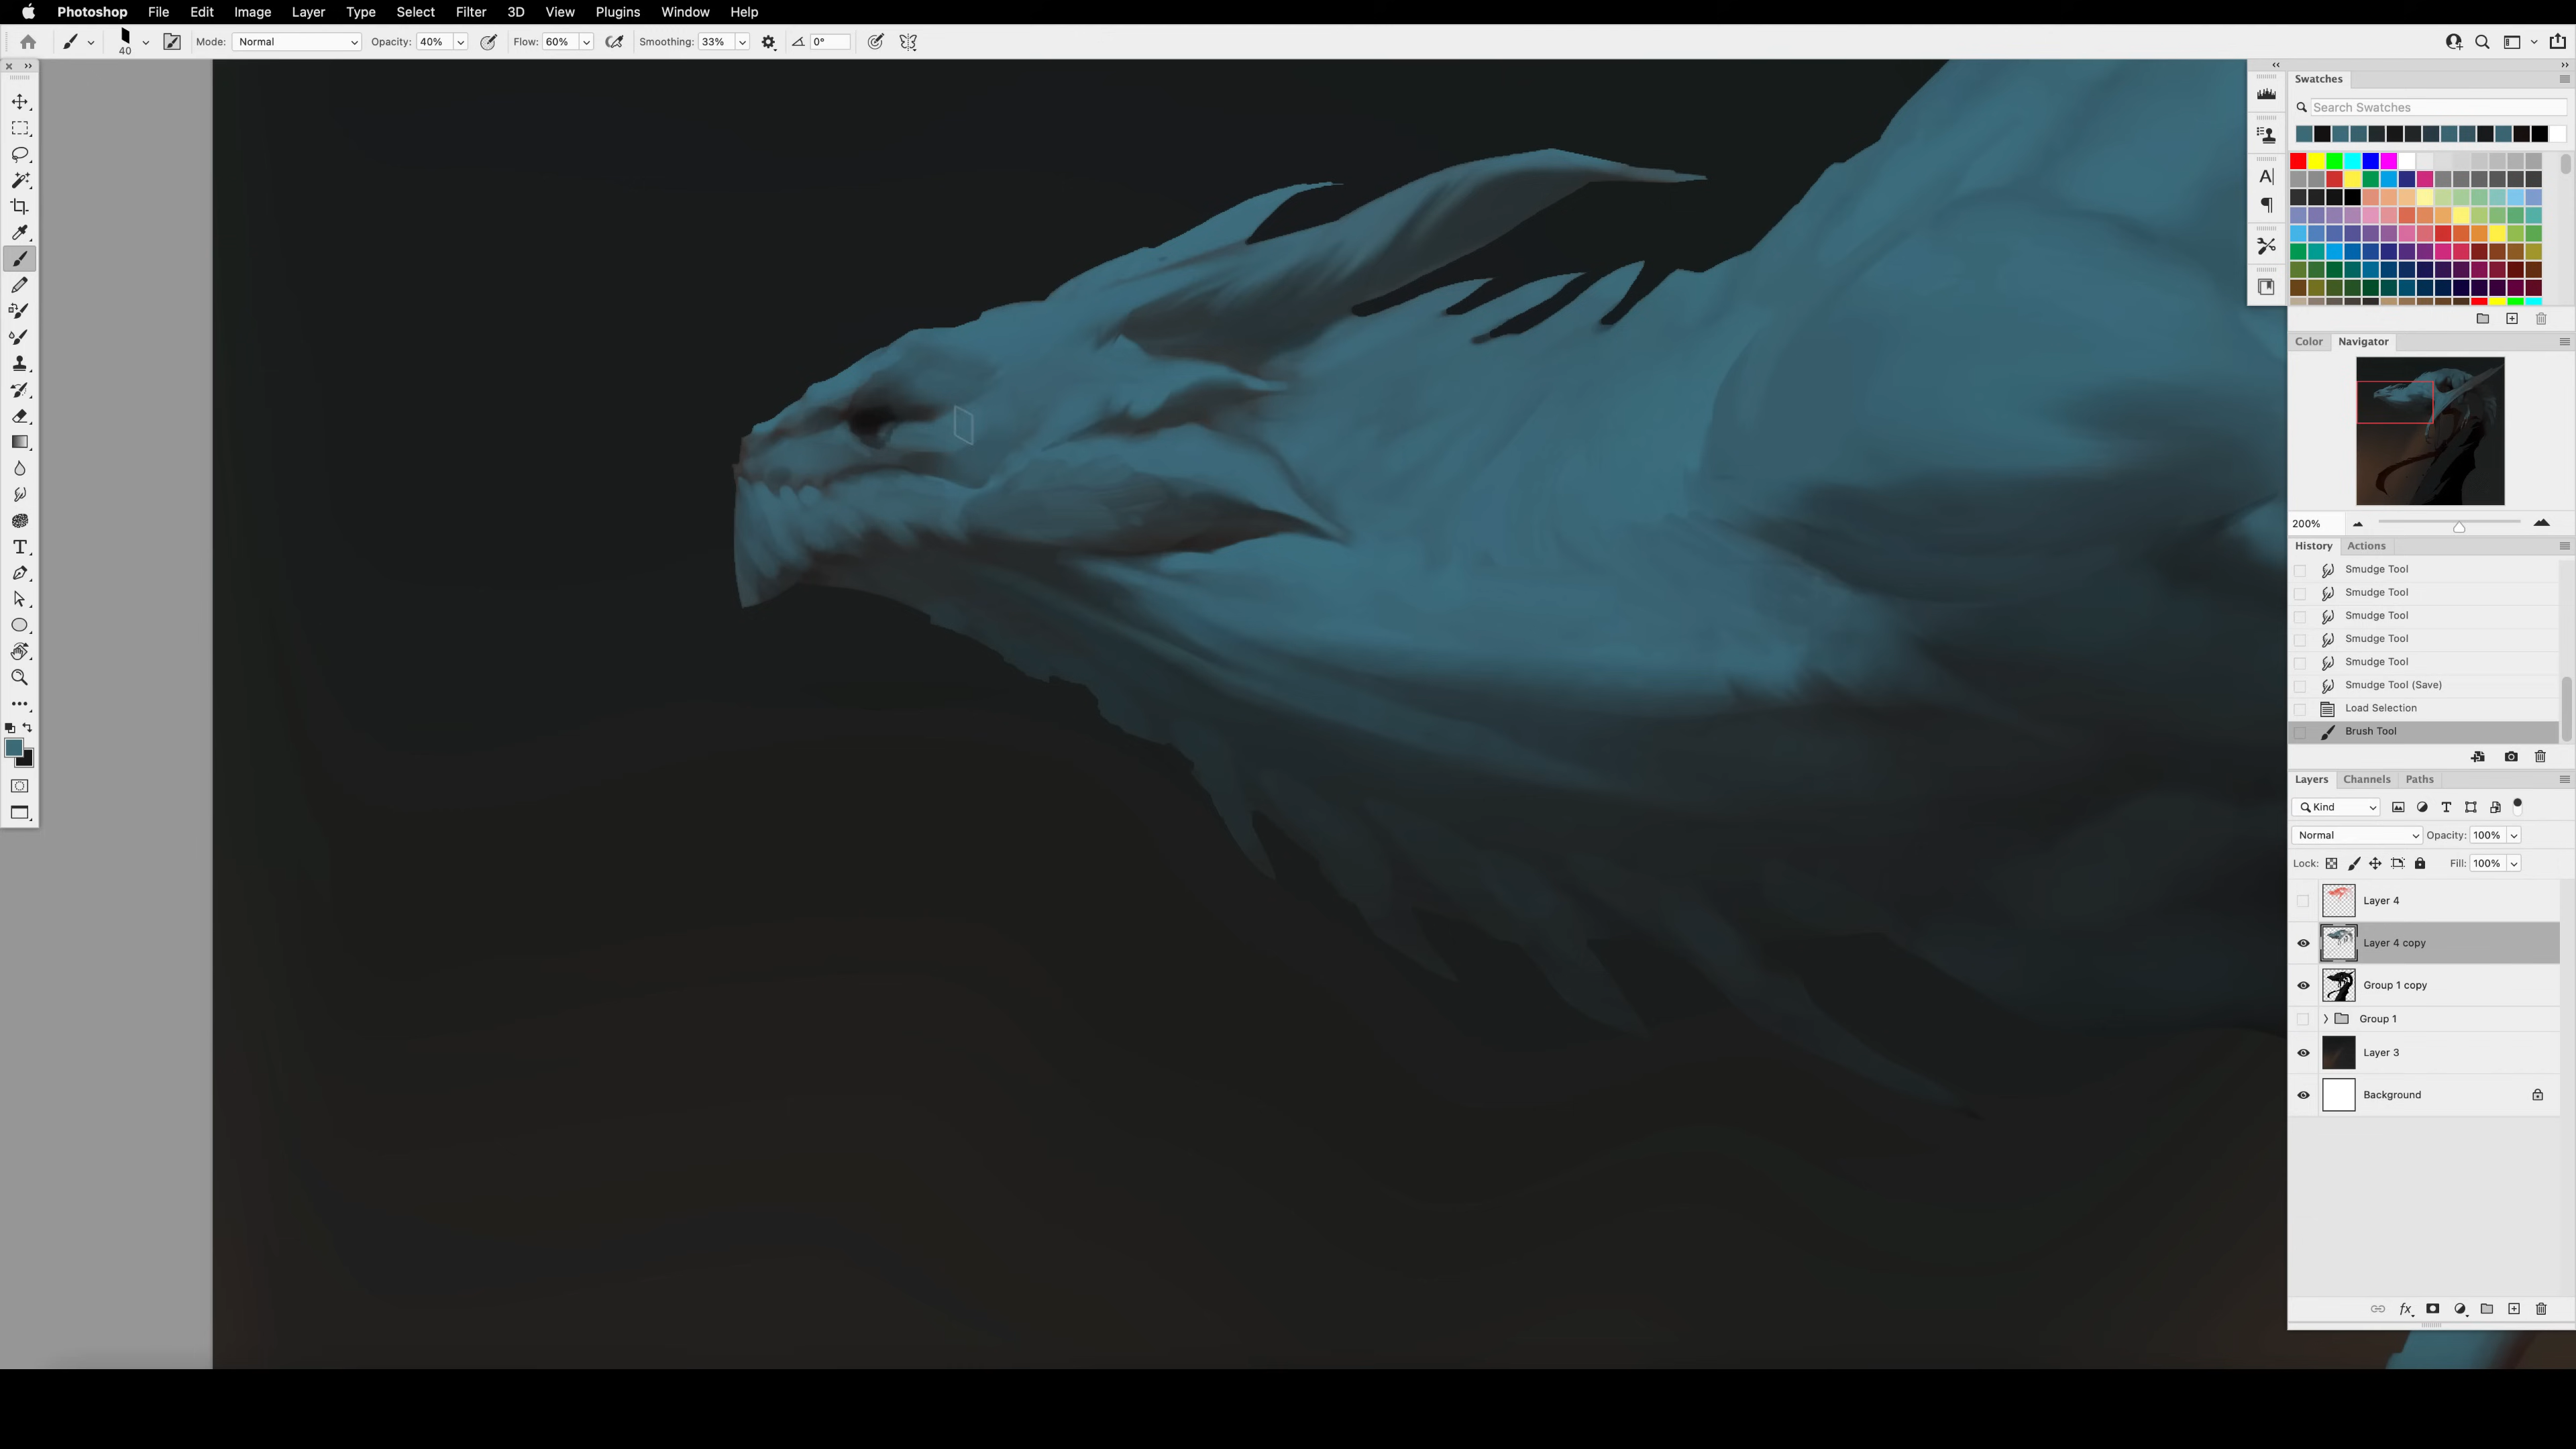 Photoshop File Edit Image Layer Type Select Filter 3D View Plugins Window Help
40 Mode: Normal Opacity: 40% Flow: 60% Smoothing: 33% 0°
Swatches
Search Swatches
Color Navigator
200%
History Actions
Smudge Tool
Smudge Tool
Smudge Tool
Smudge Tool
Smudge Tool
Smudge Tool (Save)
Load Selection
Brush Tool
Layers Channels Paths
Kind
Normal Opacity: 100%
Lock: Fill: 100%
Layer 4
Layer 4 copy
Group 1 copy
Group 1
Layer 3
Background
fx